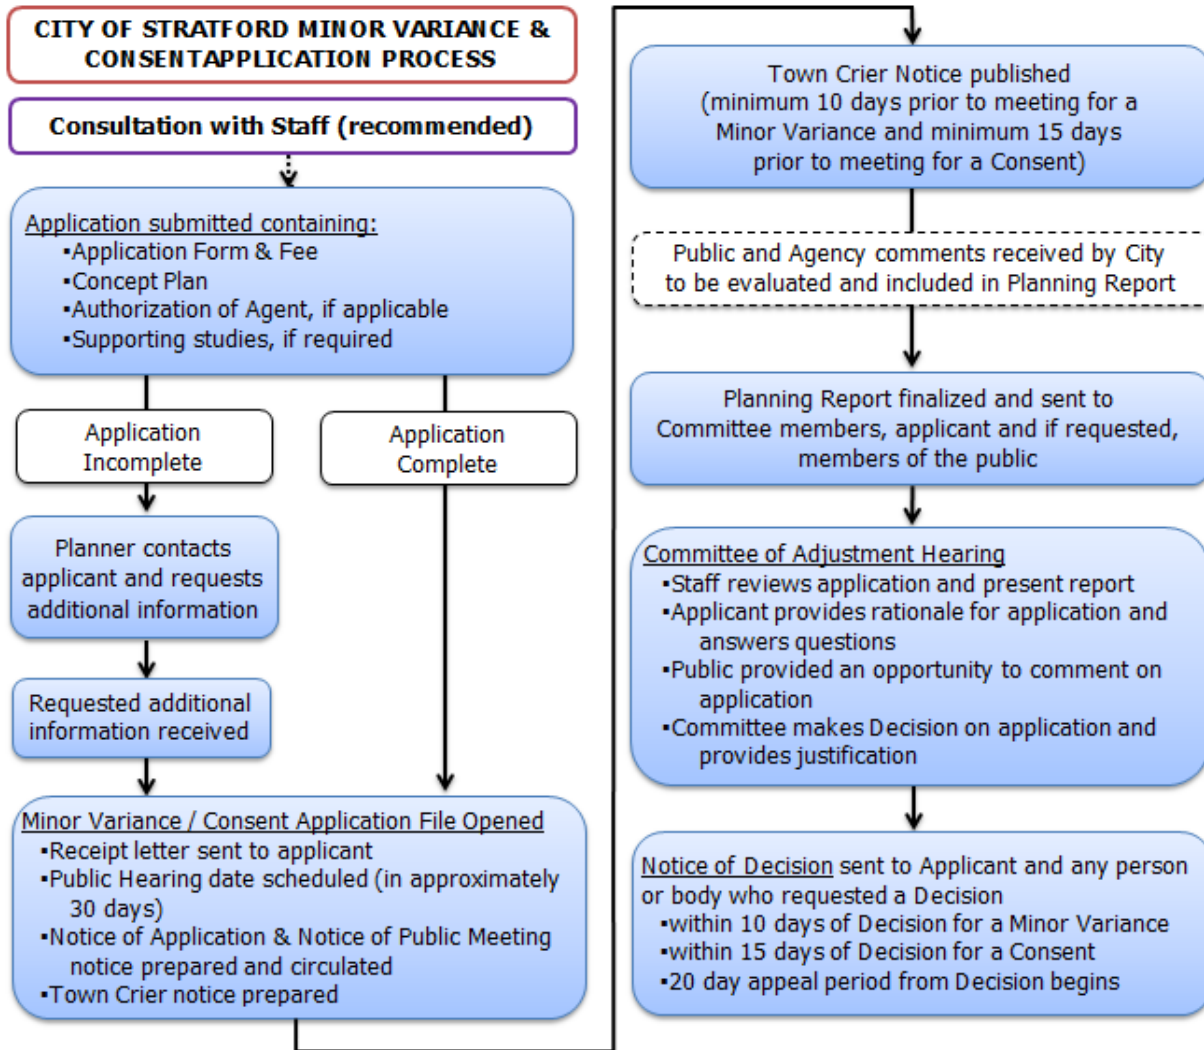 CITY OF STRATFORD MINOR VARIANCE &
CONSENTAPPLICATION PROCESS
Consultation with Staff (recommended)
Application submitted containing:
▪Application Form & Fee
▪Concept Plan
▪Authorization of Agent, if applicable
▪Supporting studies, if required
Application
Incomplete
Application
Complete
Planner contacts
applicant and requests
additional information
Requested additional
information received
Minor Variance / Consent Application File Opened
▪Receipt letter sent to applicant
▪Public Hearing date scheduled (in approximately
30 days)
▪Notice of Application & Notice of Public Meeting
notice prepared and circulated
▪Town Crier notice prepared
Town Crier Notice published
(minimum 10 days prior to meeting for a
Minor Variance and minimum 15 days
prior to meeting for a Consent)
Public and Agency comments received by City
to be evaluated and included in Planning Report
Planning Report finalized and sent to
Committee members, applicant and if requested,
members of the public
Committee of Adjustment Hearing
▪Staff reviews application and present report
▪Applicant provides rationale for application and
answers questions
▪Public provided an opportunity to comment on
application
▪Committee makes Decision on application and
provides justification
Notice of Decision sent to Applicant and any person
or body who requested a Decision
▪within 10 days of Decision for a Minor Variance
▪within 15 days of Decision for a Consent
▪20 day appeal period from Decision begins